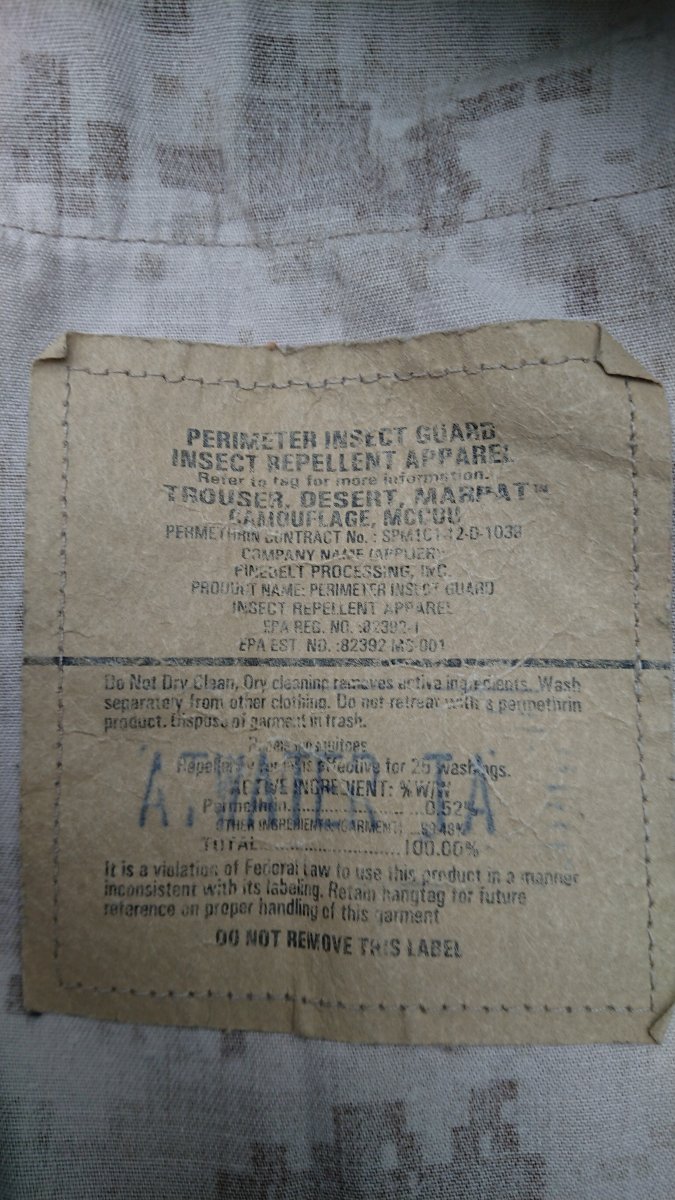 PERIMETER INSECT GUARD
INSECT REPELLENT APPAREL
Refer to tag for more information.
TROUSER, DESERT, MARPAT™
CAMOUFLAGE, MCCUU
PERMETHRIN CONTRACT No. : SPM1C1-12-D-1038
COMPANY NAME (APPLIER):
PINEBELT PROCESSING, INC.
PRODUCT NAME: PERIMETER INSECT GUARD
INSECT REPELLENT APPAREL
EPA REG. NO. :82392-1
EPA EST. NO. :82392 MS-001
Do Not Dry Clean, Dry cleaning removes active ingredients. Wash
separately from other clothing. Do not retreat with a permethrin
product. Dispose of garment in trash.
Repels mosquitoes
Repellency is effective for 25 washings.
ACTIVE INGREDIENT: %W/W
Permethrin..................0.52%
OTHER INGREDIENTS (GARMENT) ...99.48%
TOTAL.......................100.00%
It is a violation of Federal Law to use this product in a manner
inconsistent with its labeling. Retain hangtag for future
reference on proper handling of this garment
DO NOT REMOVE THIS LABEL